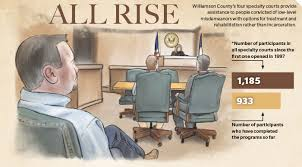 ALL RISE
Williamson County's four specialty courts provide
assistance to people convicted of low-level
misdemeanors with options for treatment and
rehabilitation rather than incarceration.
*Number of participants in
all specialty courts since the
first one opened in 1999?
1,185
933
Number of participants
who have completed
the programs so far.